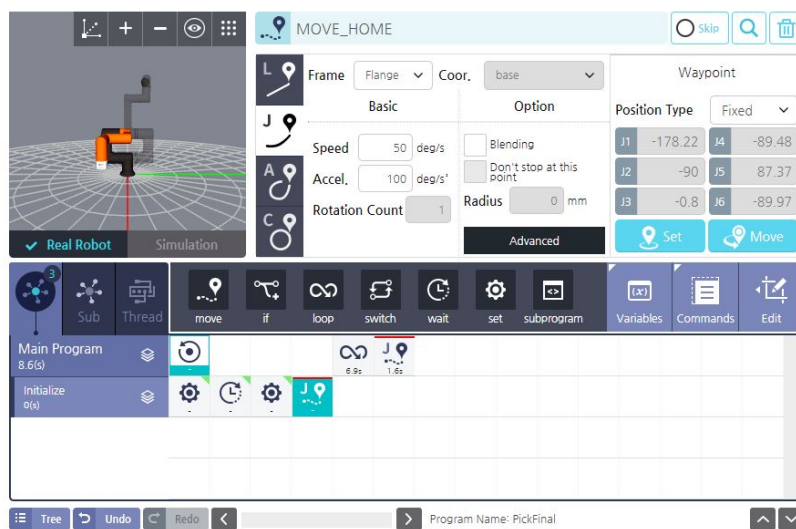 MOVE_HOME
Skip
L
J
A
C
Frame Flange Coor. base
Basic Option
Speed 50 deg/s
Accel. 100 deg/s²
Rotation Count 1
Blending
Don't stop at this
point
Radius 0 mm
Advanced
Waypoint
Position Type Fixed
J1 -178.22 J4 -89.48
J2 -90 J5 87.37
J3 -0.8 J6 -89.97
Set Move
Real Robot Simulation
3
Sub Thread
move if loop switch wait set subprogram
(x)
Variables Commands Edit
Main Program
8.6(s)
- 6.9s J 1.6s
Initialize
0(s)
- - - J -
Tree Undo Redo Program Name: PickFinal